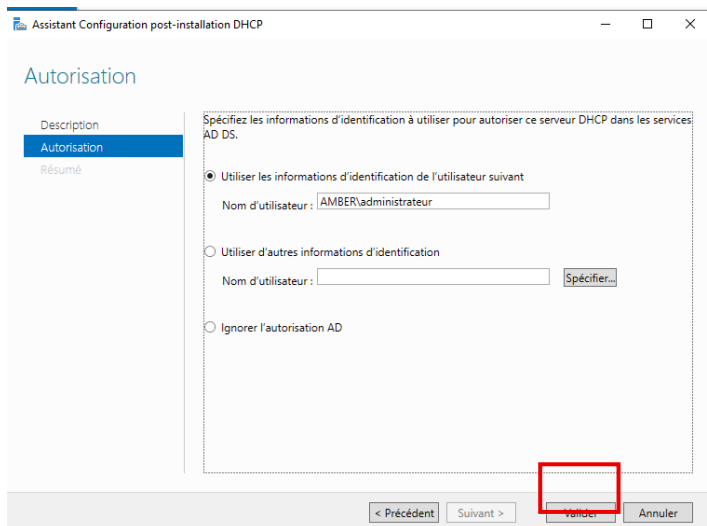 Assistant Configuration post-installation DHCP
Autorisation
Description
Autorisation
Résumé
Spécifiez les informations d'identification à utiliser pour autoriser ce serveur DHCP dans les services
AD DS.
Utiliser les informations d'identification de l'utilisateur suivant
Nom d'utilisateur : AMBER\administrateur
Utiliser d'autres informations d'identification
Nom d'utilisateur : Spécifier...
Ignorer l'autorisation AD
< Précédent Suivant > Valider Annuler